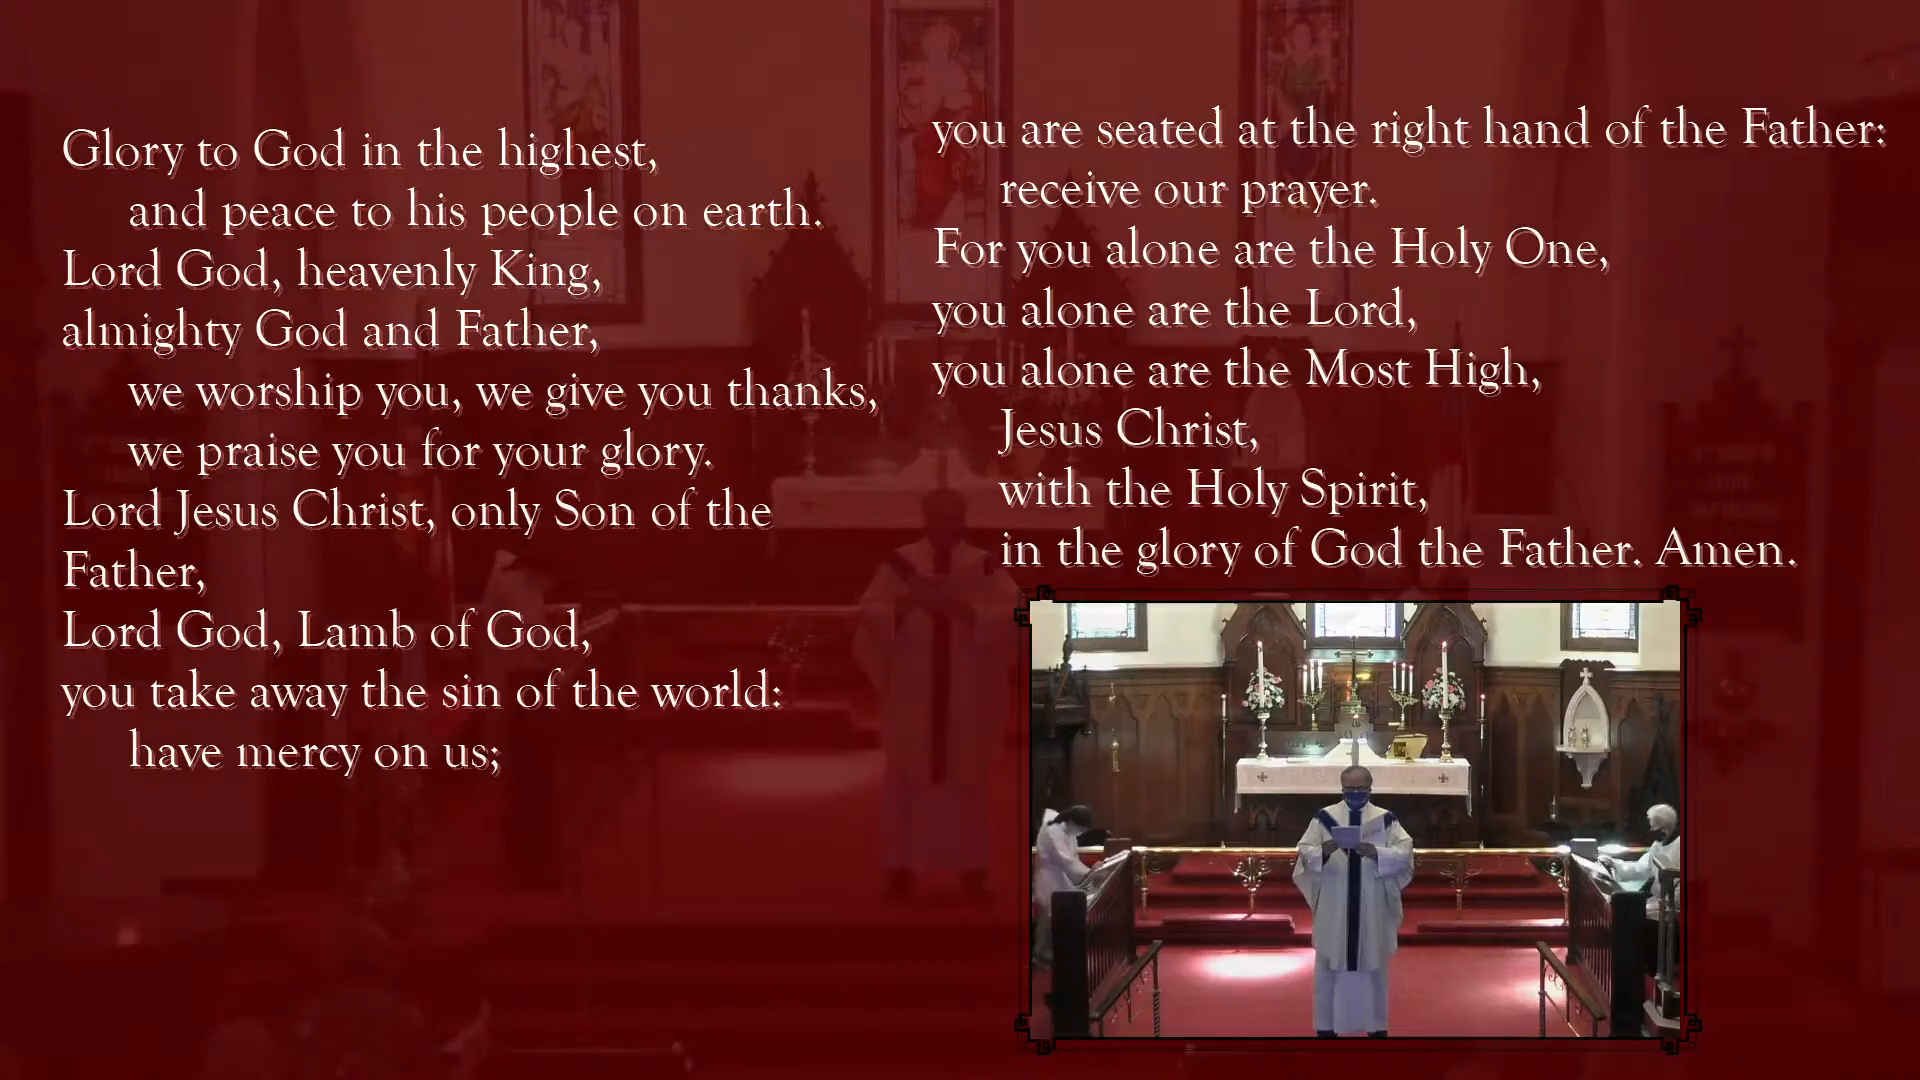 Glory to God in the highest,
and peace to his people on earth.
Lord God, heavenly King,
almighty God and Father,
we worship you, we give you thanks,
we praise you for your glory.
Lord Jesus Christ, only Son of the
Father,
Lord God, Lamb of God,
you take away the sin of the world:
have mercy on us;
you are seated at the right hand of the Father:
receive our prayer.
For you alone are the Holy One,
you alone are the Lord,
you alone are the Most High,
Jesus Christ,
with the Holy Spirit,
in the glory of God the Father. Amen.